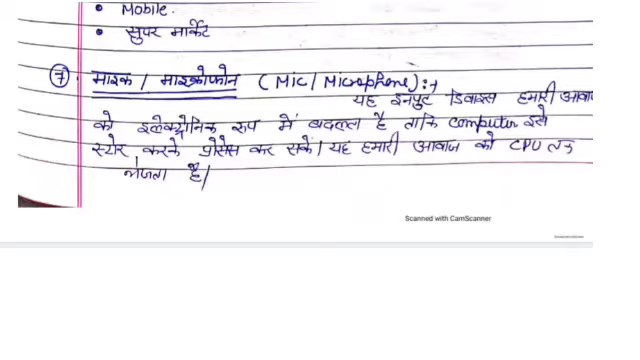 • Mobile.
• सुपर मार्केट
⑦. माइक / माइक्रोफोन (Mic / Microphone) :→
यह इनपुट डिवाइस हमारी आवाज
को इलेक्ट्रोनिक रूप में बदलता है ताकि computer इसे
स्टोर करके प्रोसेस कर सके। यह हमारी आवाज को CPU तक
भेजता है।
Scanned with CamScanner